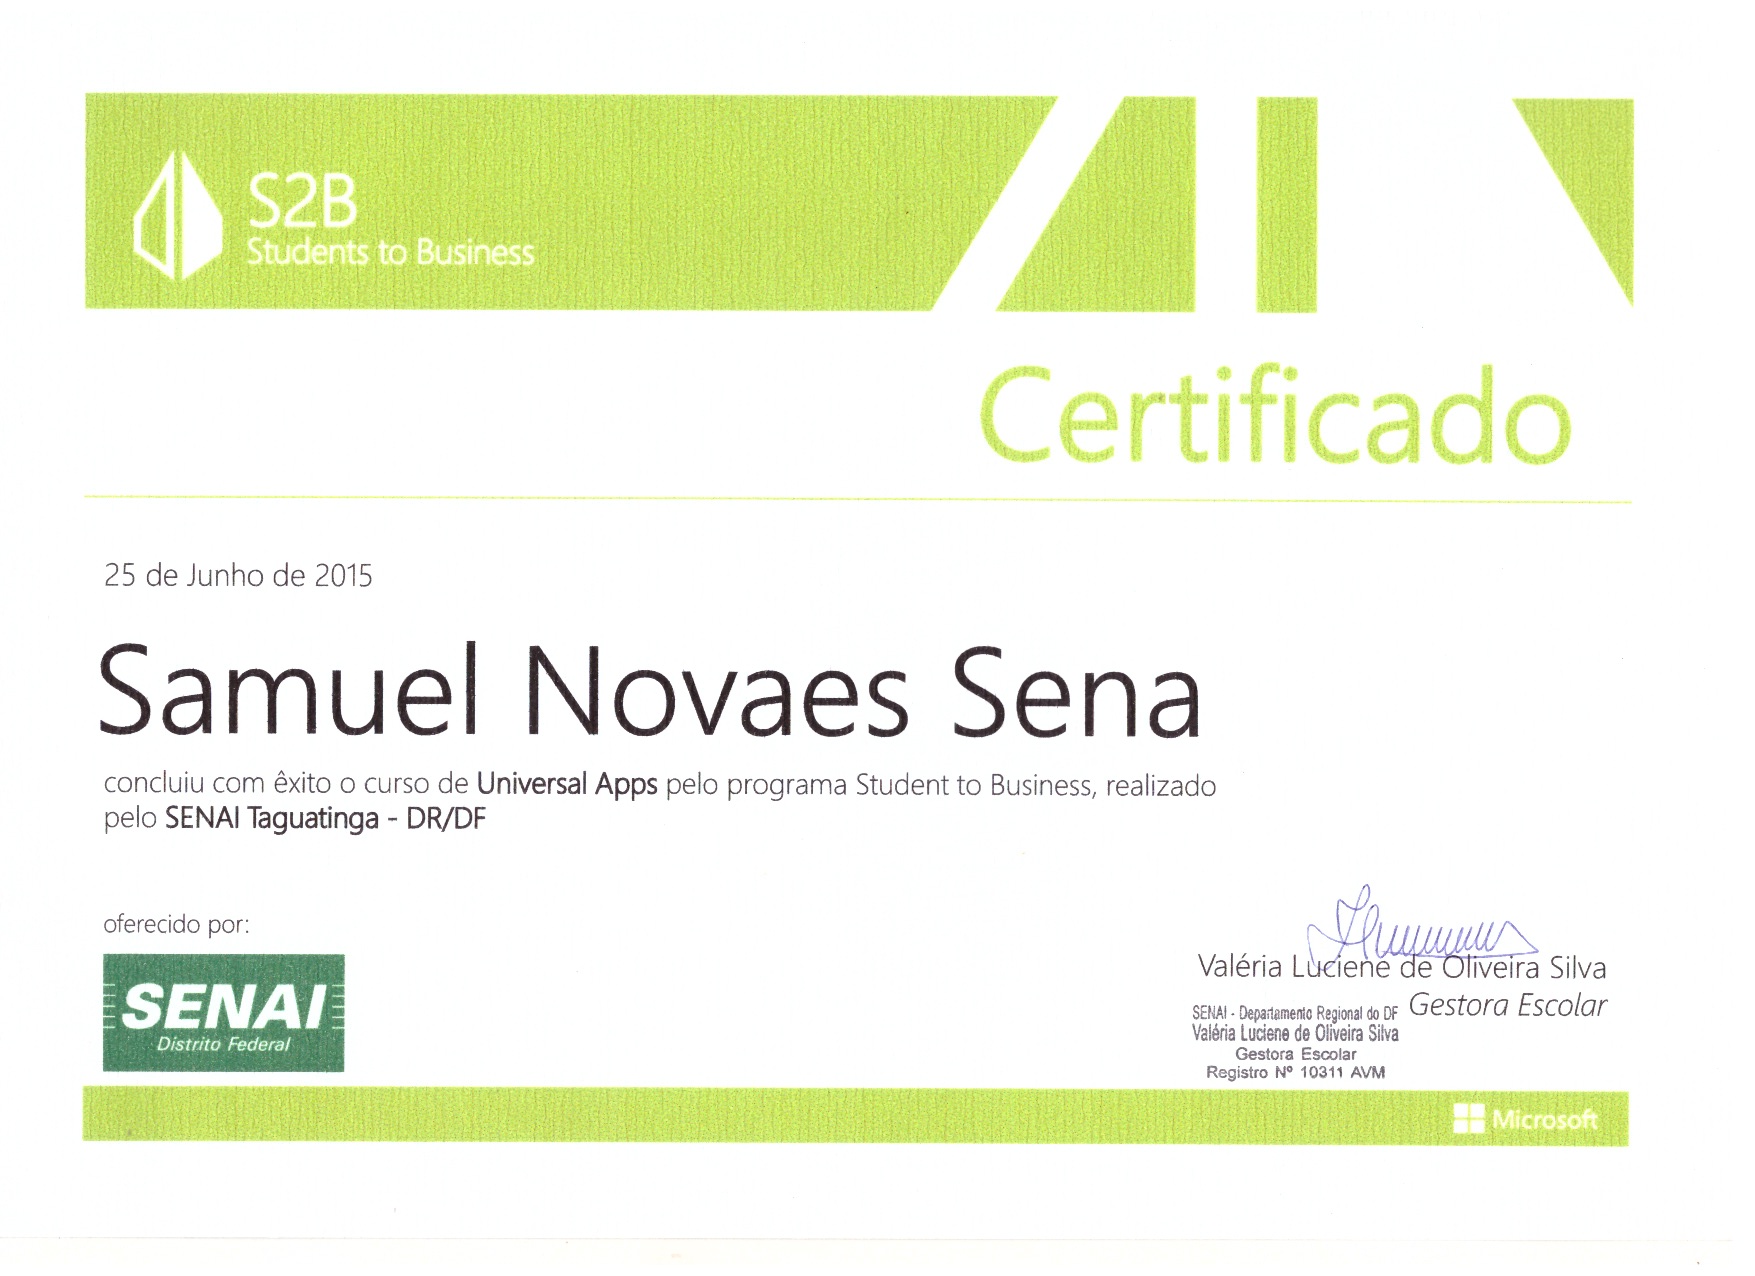 S2B
Students to Business
Certificado
25 de Junho de 2015
Samuel Novaes Sena
concluiu com êxito o curso de Universal Apps pelo programa Student to Business, realizado
pelo SENAI Taguatinga - DR/DF
oferecido por:
SENAI
Distrito Federal
Valéria Luciene de Oliveira Silva
Gestora Escolar
SENAI - Departamento Regional do DF
Valéria Luciene de Oliveira Silva
Gestora Escolar
Registro Nº 10311 AVM
Microsoft